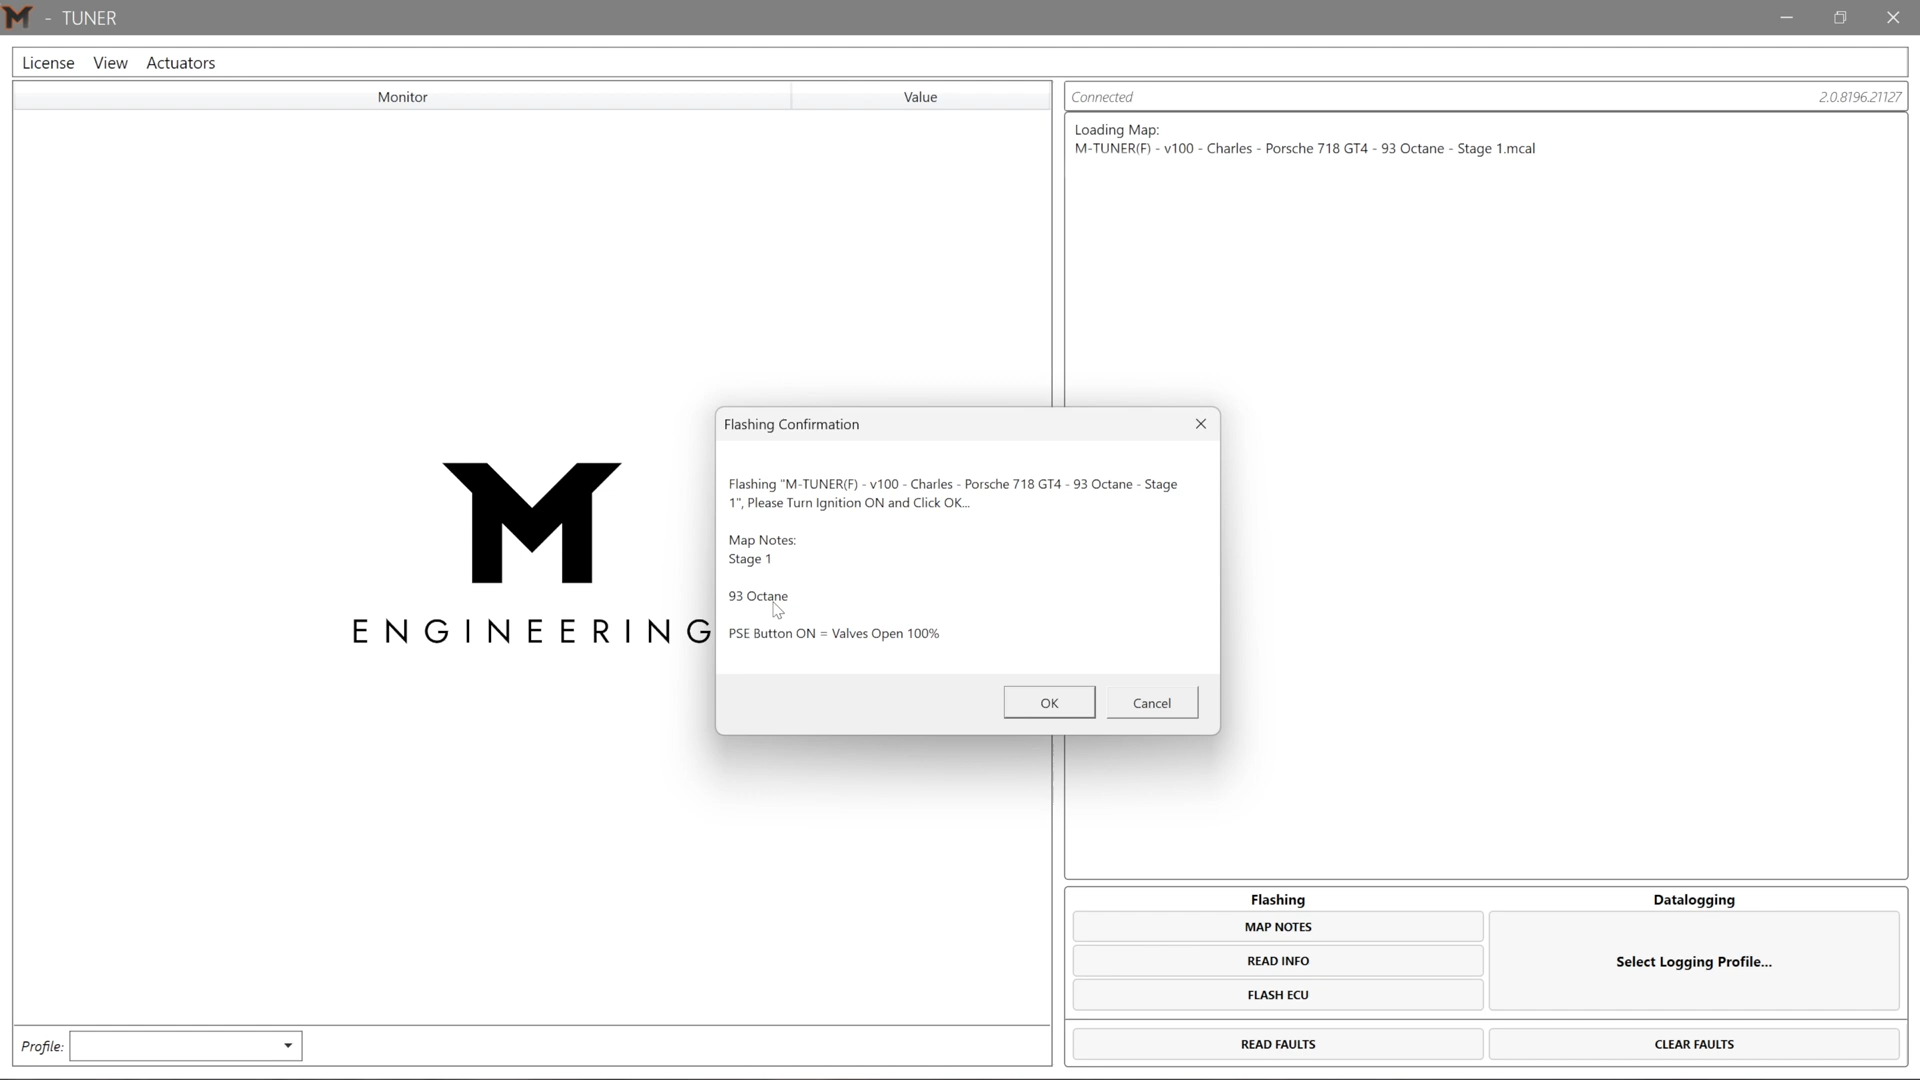 M - TUNER
License View Actuators
Monitor Value
Connected 2.0.8196.21127
Loading Map:
M-TUNER(F) - v100 - Charles - Porsche 718 GT4 - 93 Octane - Stage 1.mcal
M
ENGINEERING
Flashing Confirmation
Flashing "M-TUNER(F) - v100 - Charles - Porsche 718 GT4 - 93 Octane - Stage
1", Please Turn Ignition ON and Click OK...
Map Notes:
Stage 1
93 Octane
PSE Button ON = Valves Open 100%
OK Cancel
Flashing Datalogging
MAP NOTES
READ INFO
FLASH ECU
Select Logging Profile...
READ FAULTS CLEAR FAULTS
Profile: